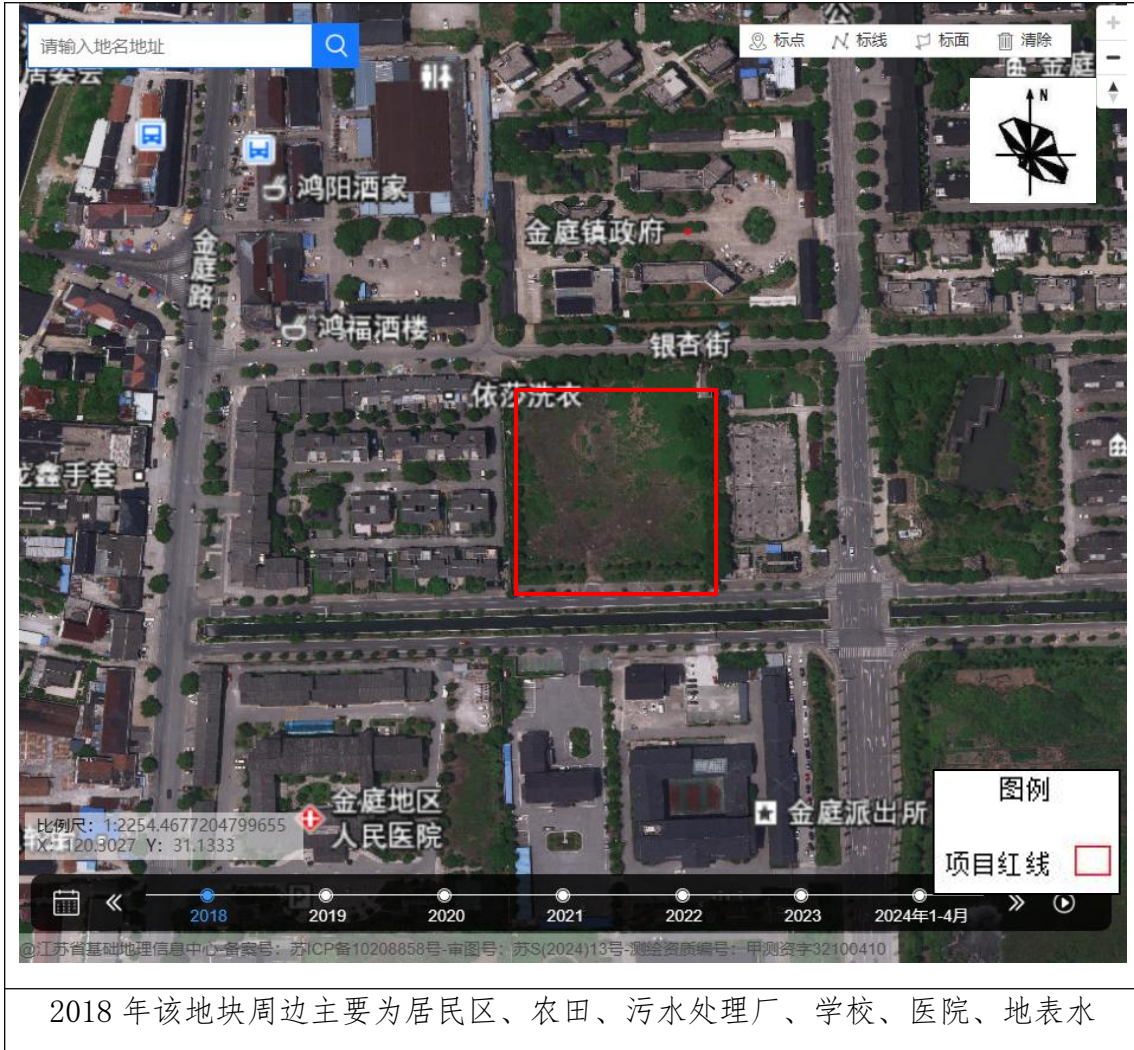 请输入地名地址
标点 标线 标面 清除
公
居委会
金庭
N
鸿阳酒家
金庭镇政府
金庭路
鸿福酒楼
银杏街
依莎洗衣
龙鑫手套
金庭地区
人民医院
金庭派出所
图例
项目红线
比例尺：1:2254.4677204799655
X：120.3027 Y：31.1333
2018 2019 2020 2021 2022 2023 2024年1-4月
@江苏省基础地理信息中心-备案号：苏ICP备10208858号-审图号：苏S(2024)13号-测绘资质编号：甲测资字32100410
2018 年该地块周边主要为居民区、农田、污水处理厂、学校、医院、地表水